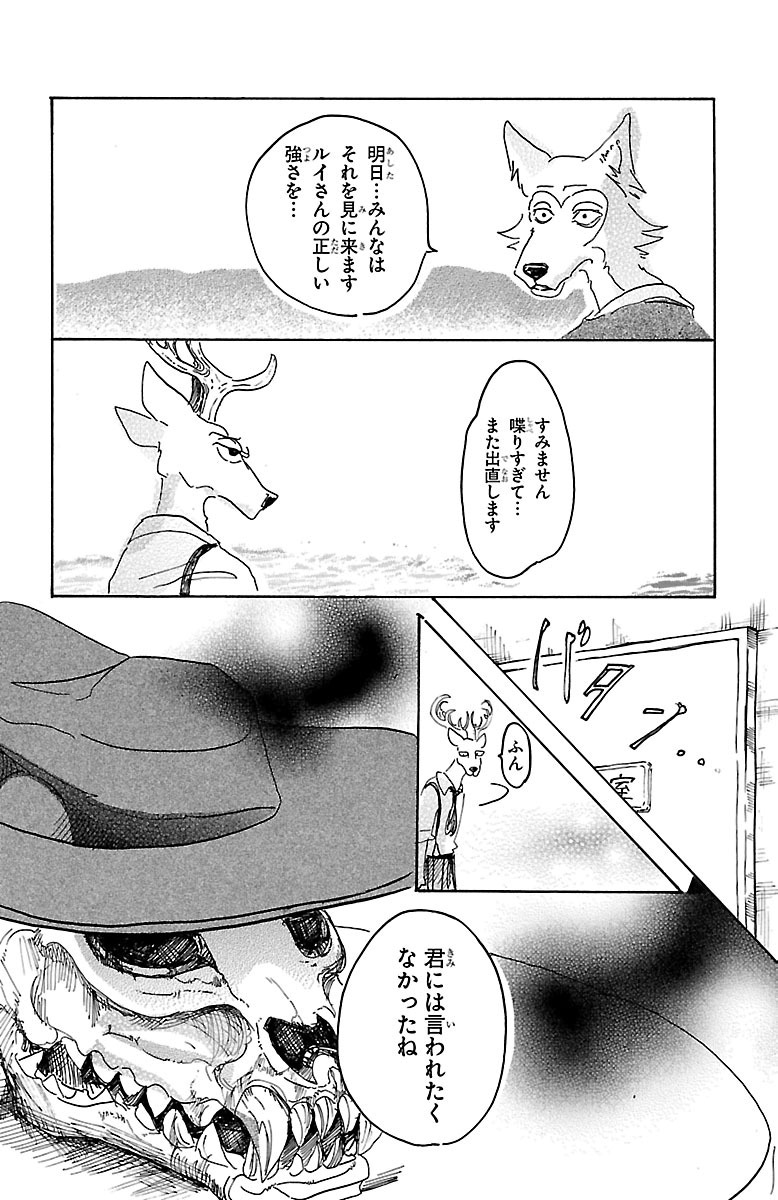 明日…みんなは
それを見に来ます
ルイさんの正しい
強さを…
すみません
喋りすぎて…
また出直します
バタン…
室
ふん
君には言われたく
なかったね